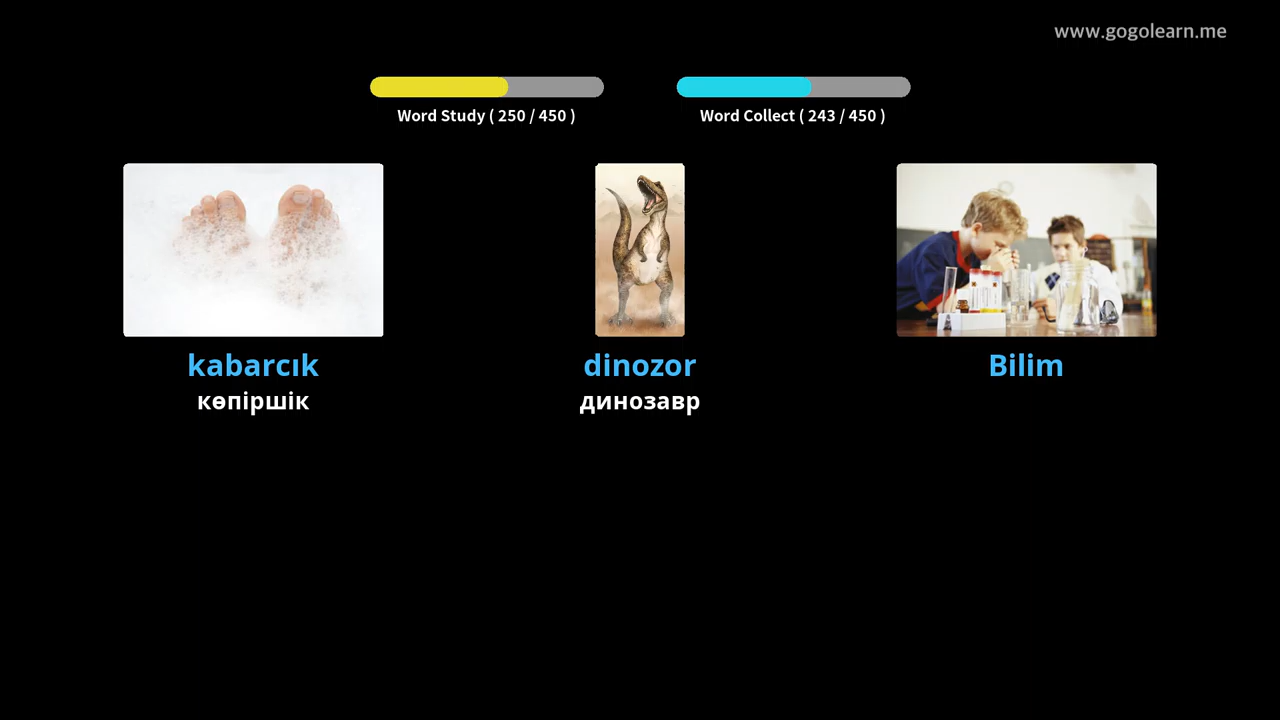 www.gogolearn.me
Word Study ( 250 / 450 )
Word Collect ( 243 / 450 )
kabarcık
көпіршік
dinozor
динозавр
Bilim